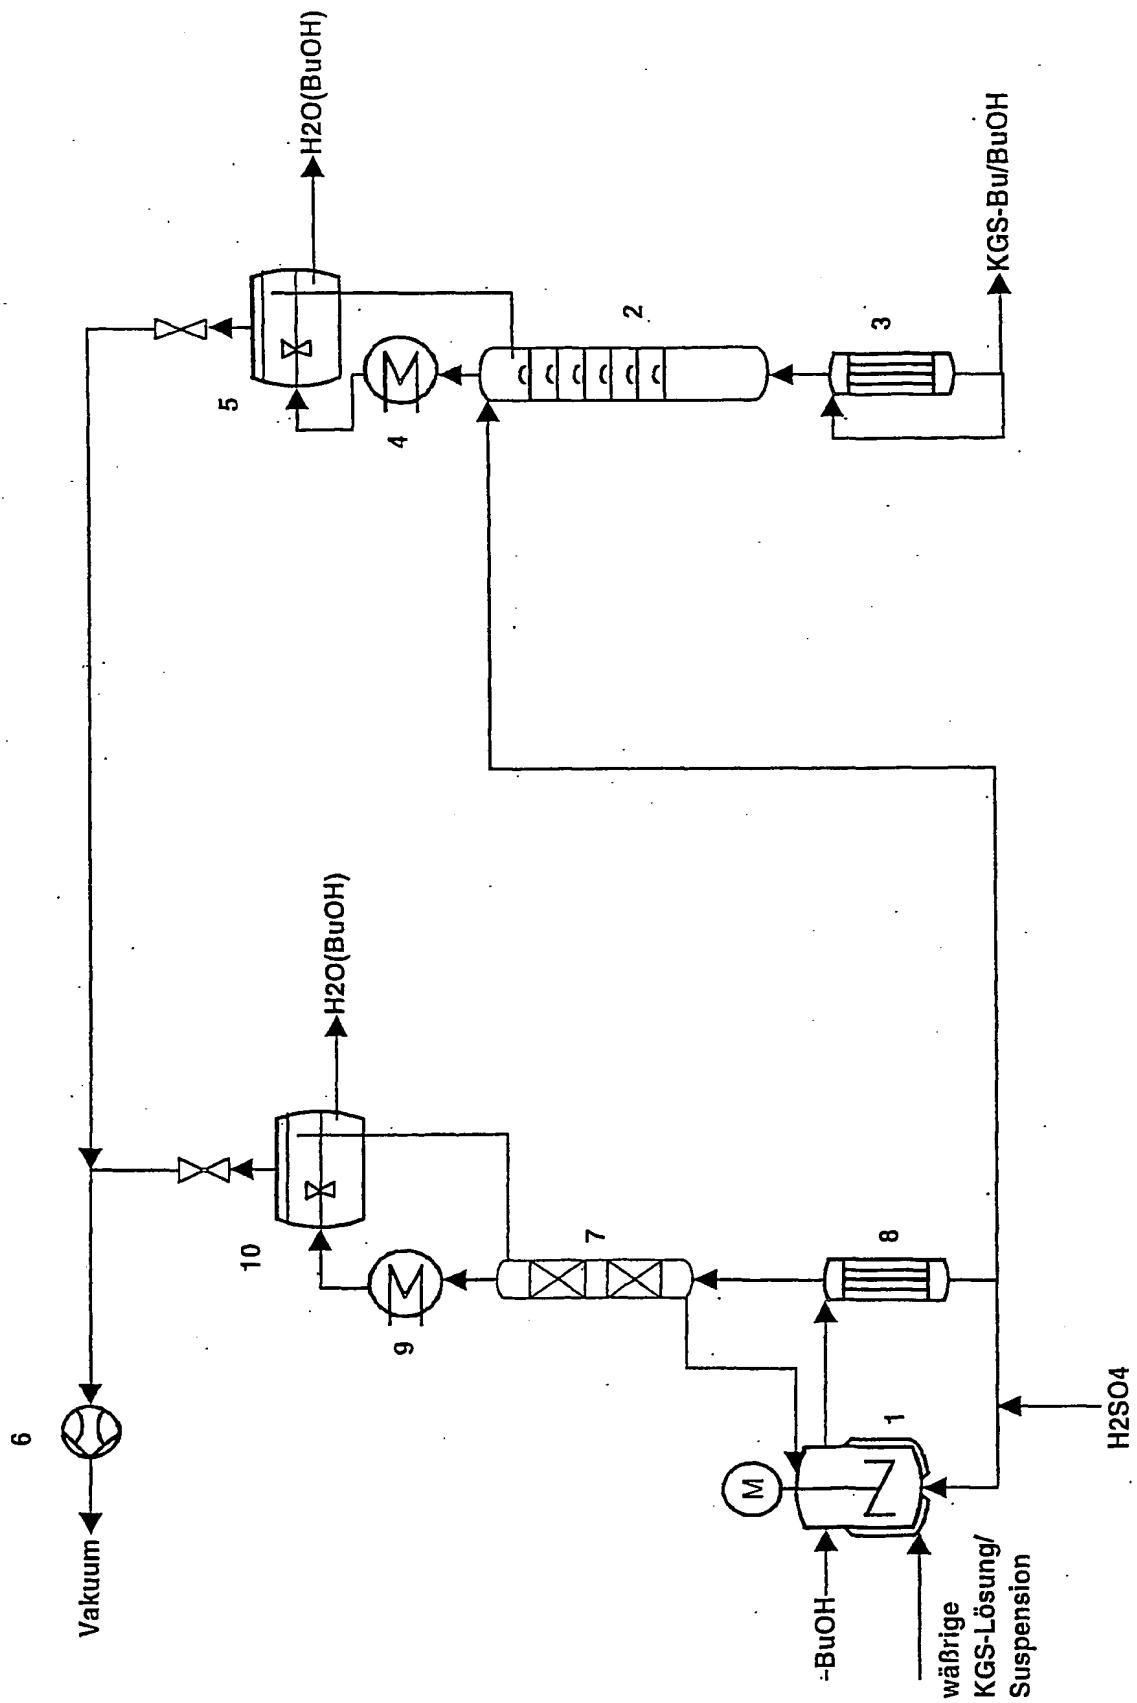 Vakuum
6
H2O(BuOH)
5
4
2
3
KGS-Bu/BuOH
H2O(BuOH)
10
9
7
8
M
1
H2SO4
-BuOH
wäßrige
KGS-Lösung/
Suspension